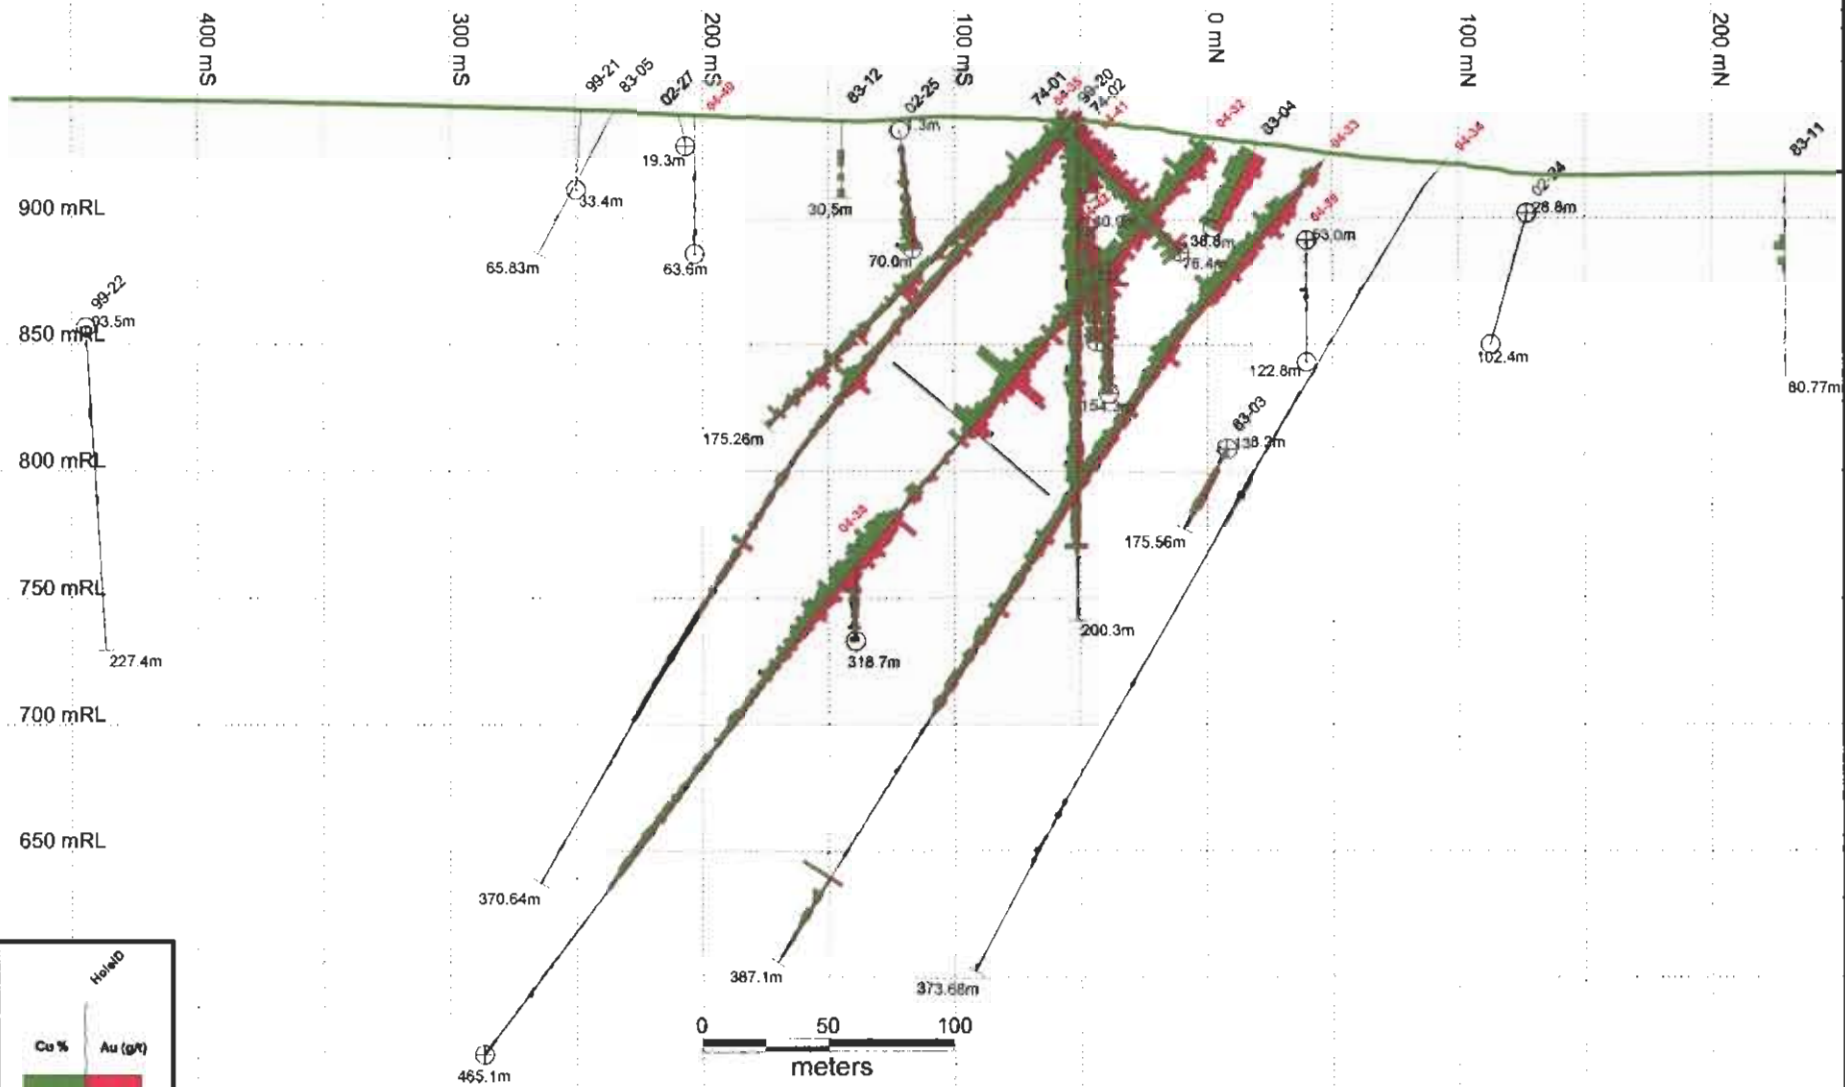 400 mS
300 mS
200 mS
100 mS
0 mN
100 mN
200 mN
99-21
83-05
02-27
04-40
83-12
02-25
74-01
04-35
99-20
74-02
04-32
83-04
04-33
04-34
83-11
19.3m
33.4m
30.5m
900 mRL
02-24
28.8m
04-39
53.0m
36.8m
76.4m
65.83m
63.6m
70.0m
99-22
93.5m
850 mRL
122.8m
102.4m
80.77m
83-03
138.2m
175.26m
800 mRL
04-38
175.56m
750 mRL
200.3m
318.7m
227.4m
700 mRL
650 mRL
370.64m
387.1m
373.68m
HoleID
Cu %
Au (g/t)
0
50
100
meters
465.1m